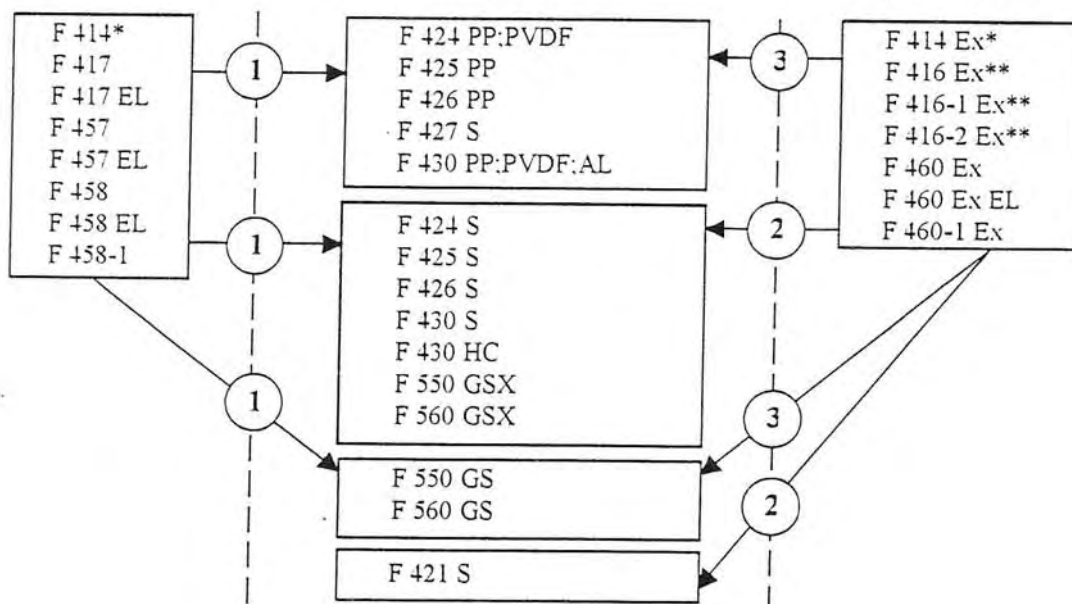 F 414*
F 417
F 417 EL
F 457
F 457 EL
F 458
F 458 EL
F 458-1
1
1
1
F 424 PP;PVDF
F 425 PP
F 426 PP
F 427 S
F 430 PP;PVDF;AL
F 424 S
F 425 S
F 426 S
F 430 S
F 430 HC
F 550 GSX
F 560 GSX
F 550 GS
F 560 GS
F 421 S
3
2
3
2
F 414 Ex*
F 416 Ex**
F 416-1 Ex**
F 416-2 Ex**
F 460 Ex
F 460 Ex EL
F 460-1 Ex